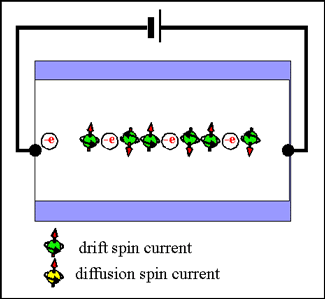 -e -e -e -e
drift spin current
diffusion spin current